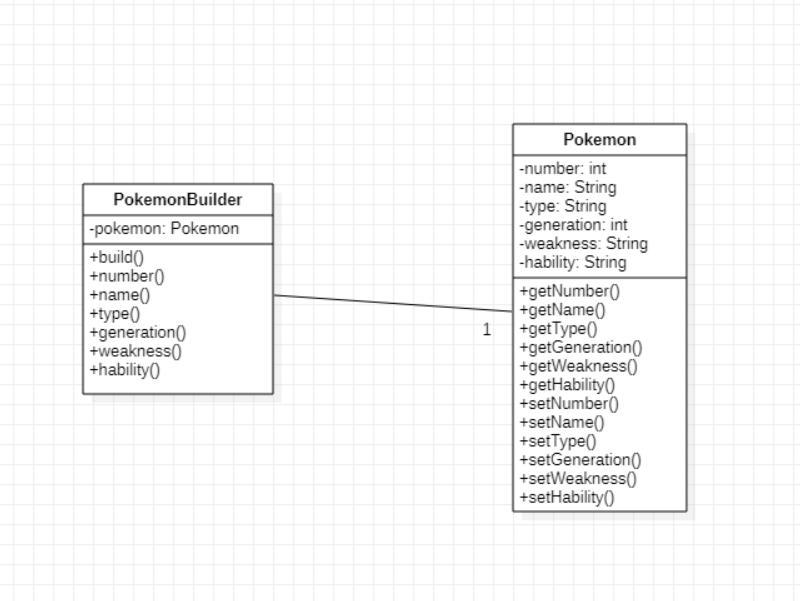 PokemonBuilder
-pokemon: Pokemon
+build()
+number()
+name()
+type()
+generation()
+weakness()
+hability()
1
Pokemon
-number: int
-name: String
-type: String
-generation: int
-weakness: String
-hability: String
+getNumber()
+getName()
+getType()
+getGeneration()
+getWeakness()
+getHability()
+setNumber()
+setName()
+setType()
+setGeneration()
+setWeakness()
+setHability()